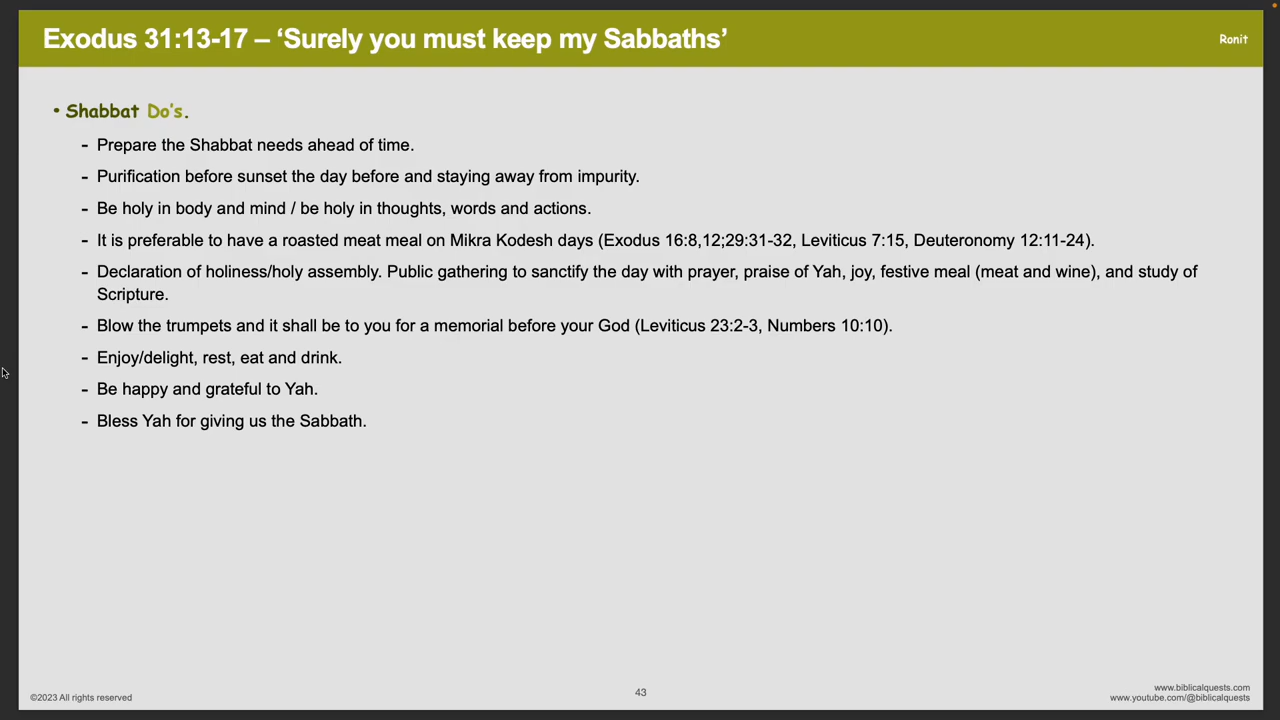 Exodus 31:13-17 – ‘Surely you must keep my Sabbaths’
Ronit
• Shabbat Do's.
- Prepare the Shabbat needs ahead of time.
- Purification before sunset the day before and staying away from impurity.
- Be holy in body and mind / be holy in thoughts, words and actions.
- It is preferable to have a roasted meat meal on Mikra Kodesh days (Exodus 16:8,12;29:31-32, Leviticus 7:15, Deuteronomy 12:11-24).
- Declaration of holiness/holy assembly. Public gathering to sanctify the day with prayer, praise of Yah, joy, festive meal (meat and wine), and study of
Scripture.
- Blow the trumpets and it shall be to you for a memorial before your God (Leviticus 23:2-3, Numbers 10:10).
- Enjoy/delight, rest, eat and drink.
- Be happy and grateful to Yah.
- Bless Yah for giving us the Sabbath.
©2023 All rights reserved
43
www.biblicalquests.com
www.youtube.com/@biblicalquests